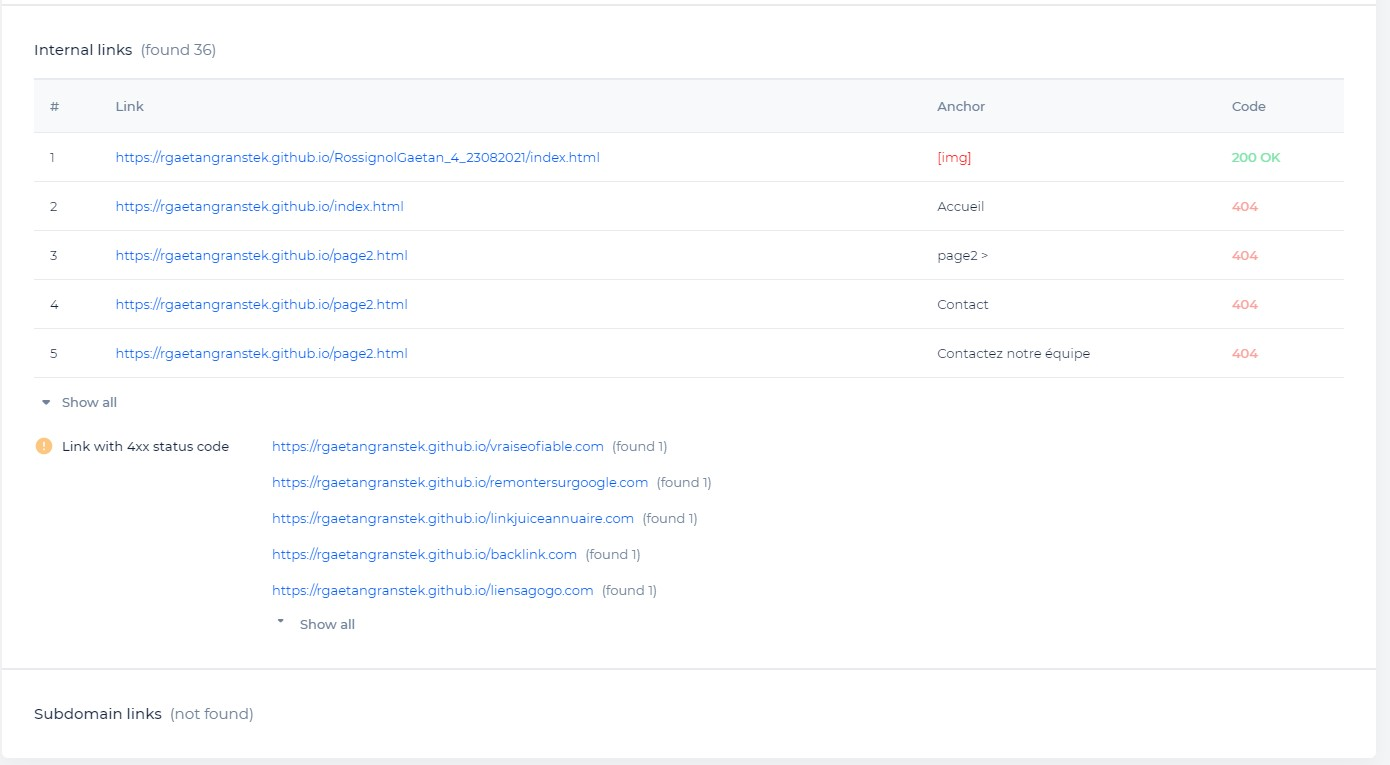 Internal links (found 36)
# Link Anchor Code
1 https://rgaetangranstek.github.io/RossignolGaetan_4_23082021/index.html [img] 200 OK
2 https://rgaetangranstek.github.io/index.html Accueil 404
3 https://rgaetangranstek.github.io/page2.html page2 > 404
4 https://rgaetangranstek.github.io/page2.html Contact 404
5 https://rgaetangranstek.github.io/page2.html Contactez notre équipe 404
Show all
Link with 4xx status code https://rgaetangranstek.github.io/vraiseofiable.com (found 1)
https://rgaetangranstek.github.io/remontersurgoogle.com (found 1)
https://rgaetangranstek.github.io/linkjuiceannuaire.com (found 1)
https://rgaetangranstek.github.io/backlink.com (found 1)
https://rgaetangranstek.github.io/liensagogo.com (found 1)
Show all
Subdomain links (not found)